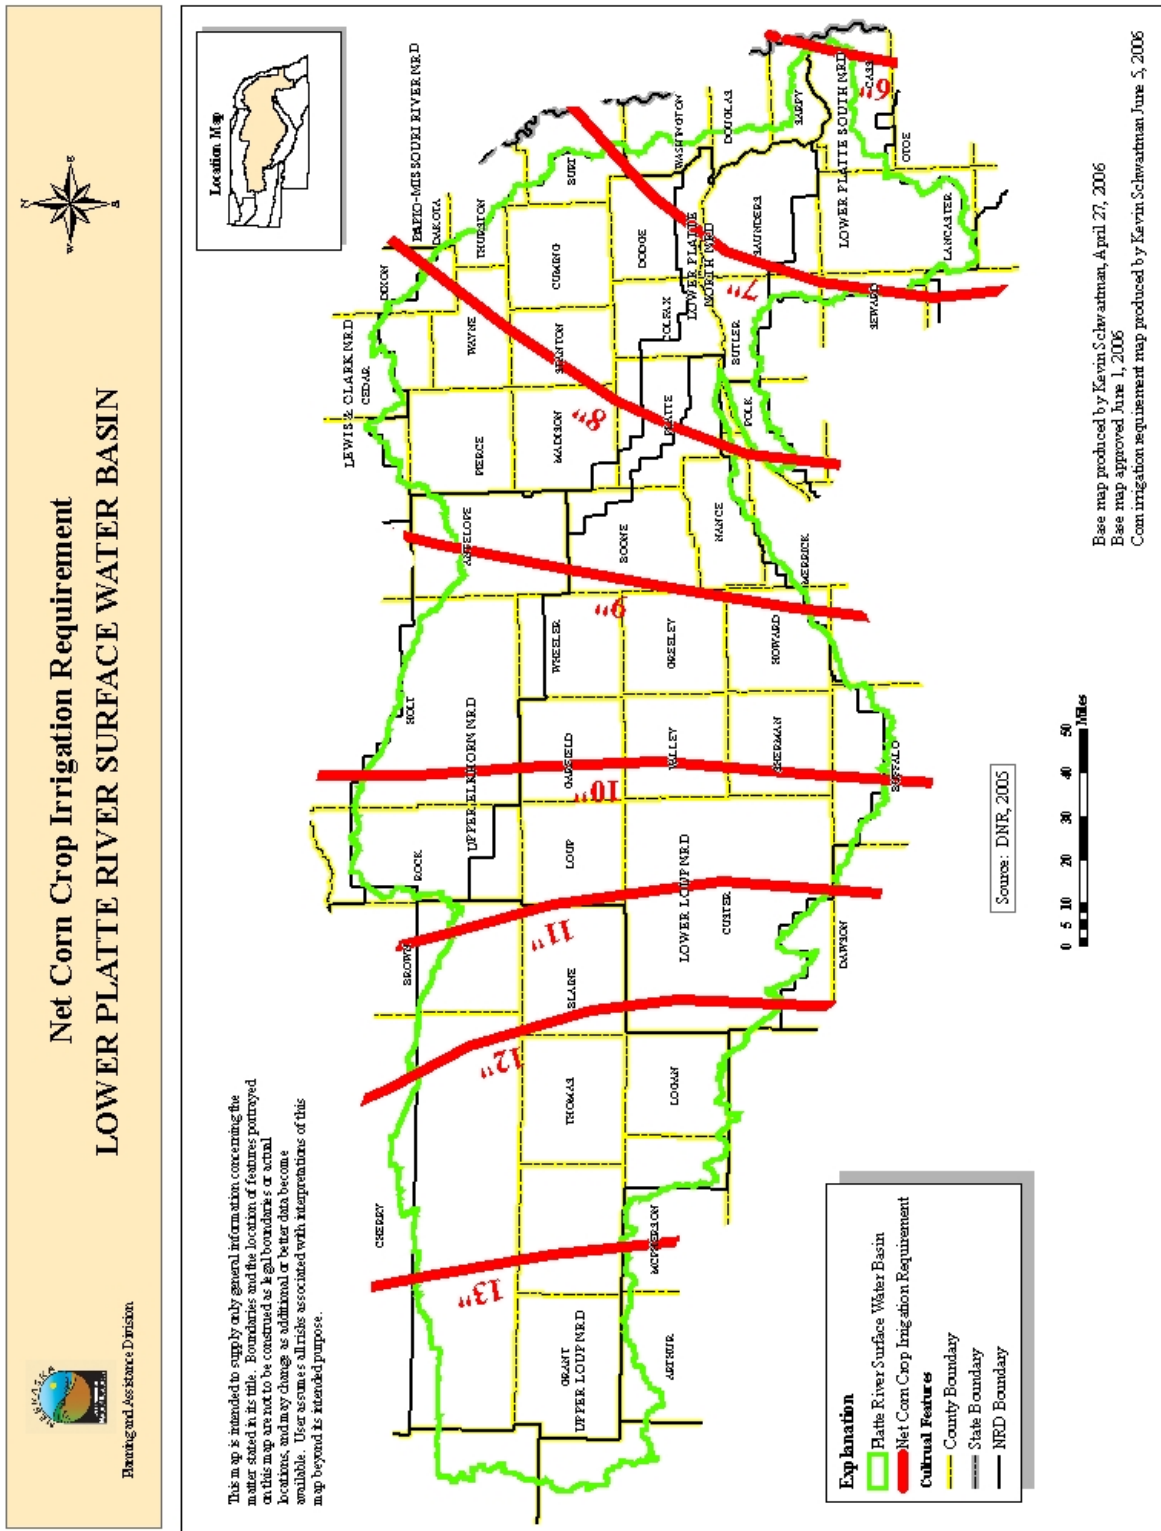 Net Corn Crop Irrigation Requirement
LOWER PLATTE RIVER SURFACE WATER BASIN
NEBRASKA
Planning and Assistance Division
This map is intended to supply only general information concerning the
matter stated in its title. Boundaries and the location of features portrayed
on this map are not to be construed as legal boundaries or actual
locations, and may change as additional or better data become
available. User assumes all risks associated with interpretations of this
map beyond its intended purpose.
N
W
E
S
Location Map
LEWIS & CLARK NRD
PAPIO-MISSOURI RIVER NRD
CHERRY
BROWN
ROCK
HOLT
CEDAR
DIXON
DAKOTA
UPPER ELKHORN NRD
ANTELOPE
PIERCE
WAYNE
THURSTON
GRANT
UPPER LOUP NRD
THOMAS
BLAINE
LOUP
GARFIELD
WHEELER
BOONE
MADISON
STANTON
CUMING
BURT
ARTHUR
MCPHERSON
LOGAN
LOWER LOUP NRD
CUSTER
VALLEY
GREELEY
NANCE
PLATTE
COLFAX
DODGE
WASHINGTON
LOWER PLATTE
NORTH NRD
DAWSON
BUFFALO
SHERMAN
HOWARD
MERRICK
POLK
BUTLER
SAUNDERS
DOUGLAS
SARPY
SEWARD
LANCASTER
LOWER PLATTE SOUTH NRD
CASS
OTOE
13"
12"
11"
10"
9"
8"
7"
6"
Explanation
Platte River Surface Water Basin
Net Corn Crop Irrigation Requirement
Cultrual Features
County Boundary
State Boundary
NRD Boundary
Source: DNR, 2005
0 5 10 20 30 40 50
Miles
Base map produced by Kevin Schwartman, April 27, 2006
Base map approved June 1, 2006
Corn irrigation requirement map produced by Kevin Schwartman June 5, 2006